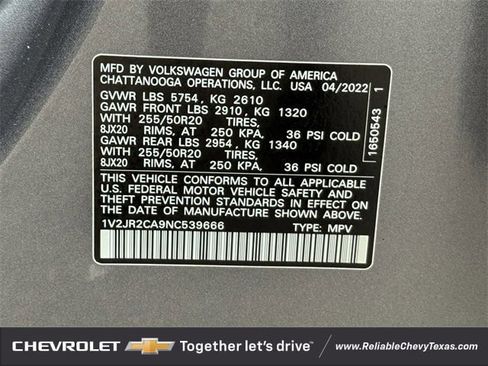 MFD BY VOLKSWAGEN GROUP OF AMERICA
CHATTANOOGA OPERATIONS, LLC. USA 04/2022
GVWR LBS 5754, KG 2610
GAWR FRONT LBS 2910, KG 1320
WITH 255/50R20 TIRES,
8JX20 RIMS, AT 250 KPA, 36 PSI COLD
GAWR REAR LBS 2954, KG 1340
WITH 255/50R20 TIRES,
8JX20 RIMS, AT 250 KPA, 36 PSI COLD
THIS VEHICLE CONFORMS TO ALL APPLICABLE
U.S. FEDERAL MOTOR VEHICLE SAFETY AND
THEFT PREVENTION STANDARDS IN EFFECT ON
THE DATE OF MANUFACTURE SHOWN ABOVE.
1V2JR2CA9NC539666 TYPE: MPV
1650543 1
CHEVROLET Together let's drive™ www.ReliableChevyTexas.com